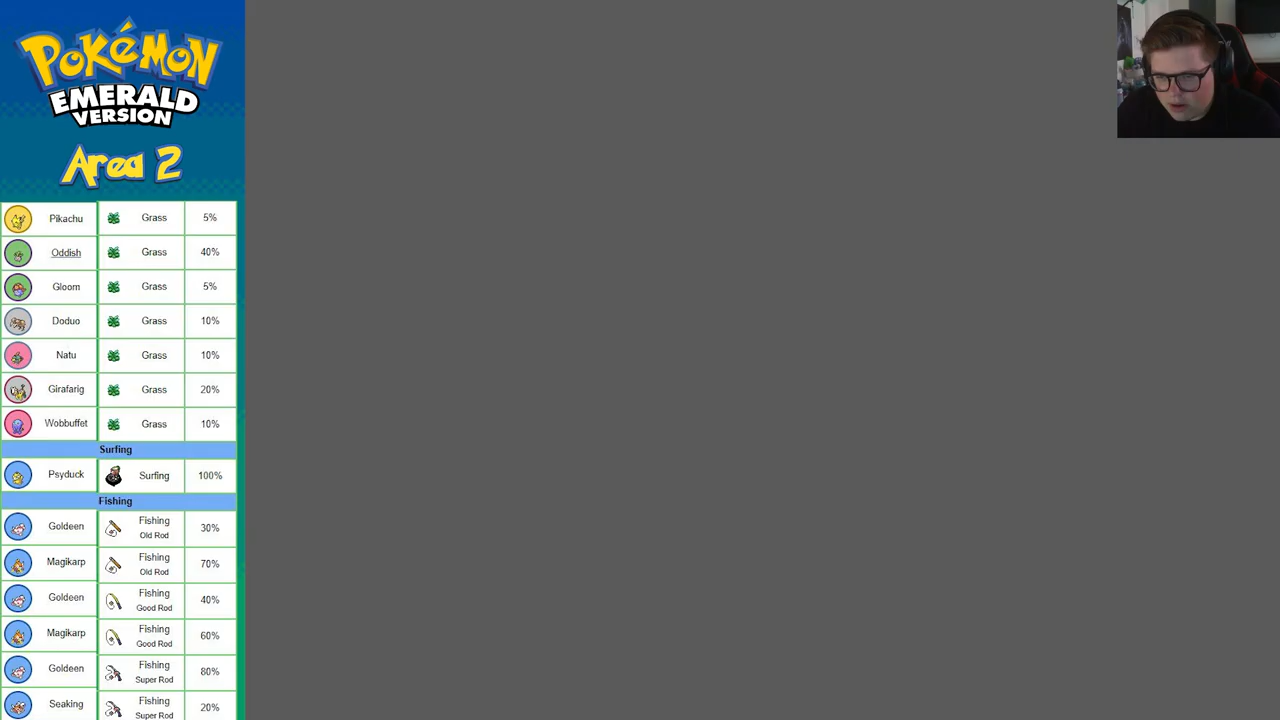 POKéMON
EMERALD
VERSION
Area 2
Pikachu Grass 5%
Oddish Grass 40%
Gloom Grass 5%
Doduo Grass 10%
Natu Grass 10%
Girafarig Grass 20%
Wobbuffet Grass 10%
Surfing
Psyduck Surfing 100%
Fishing
Goldeen Fishing Old Rod 30%
Magikarp Fishing Old Rod 70%
Goldeen Fishing Good Rod 40%
Magikarp Fishing Good Rod 60%
Goldeen Fishing Super Rod 80%
Seaking Fishing Super Rod 20%